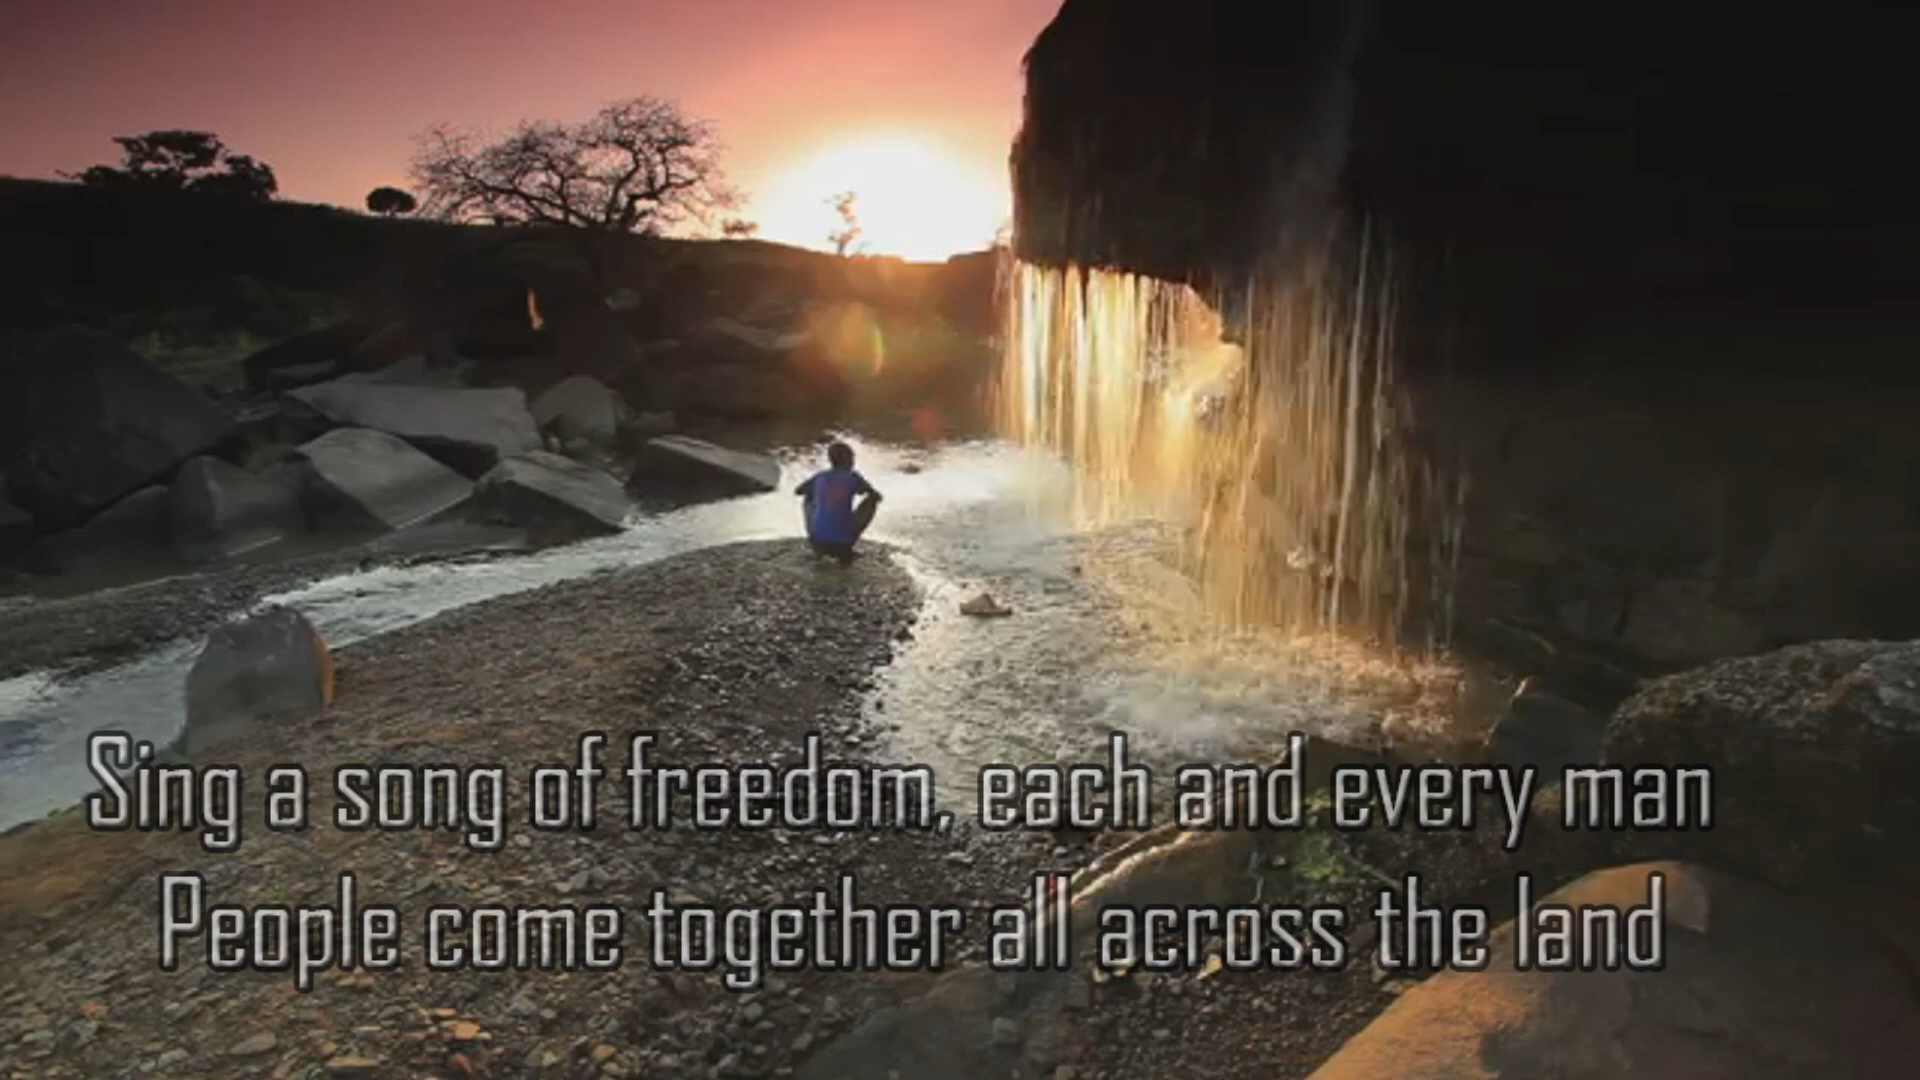 Sing a song of freedom, each and every man
People come together all across the land